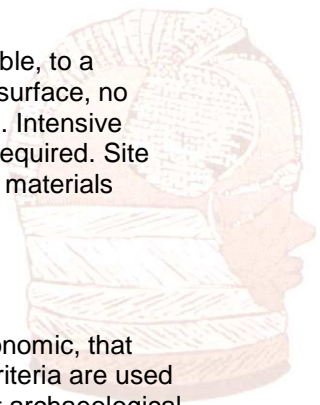 ble, to a
surface, no
. Intensive
equired. Site
materials
onomic, that
riteria are used
archaeological